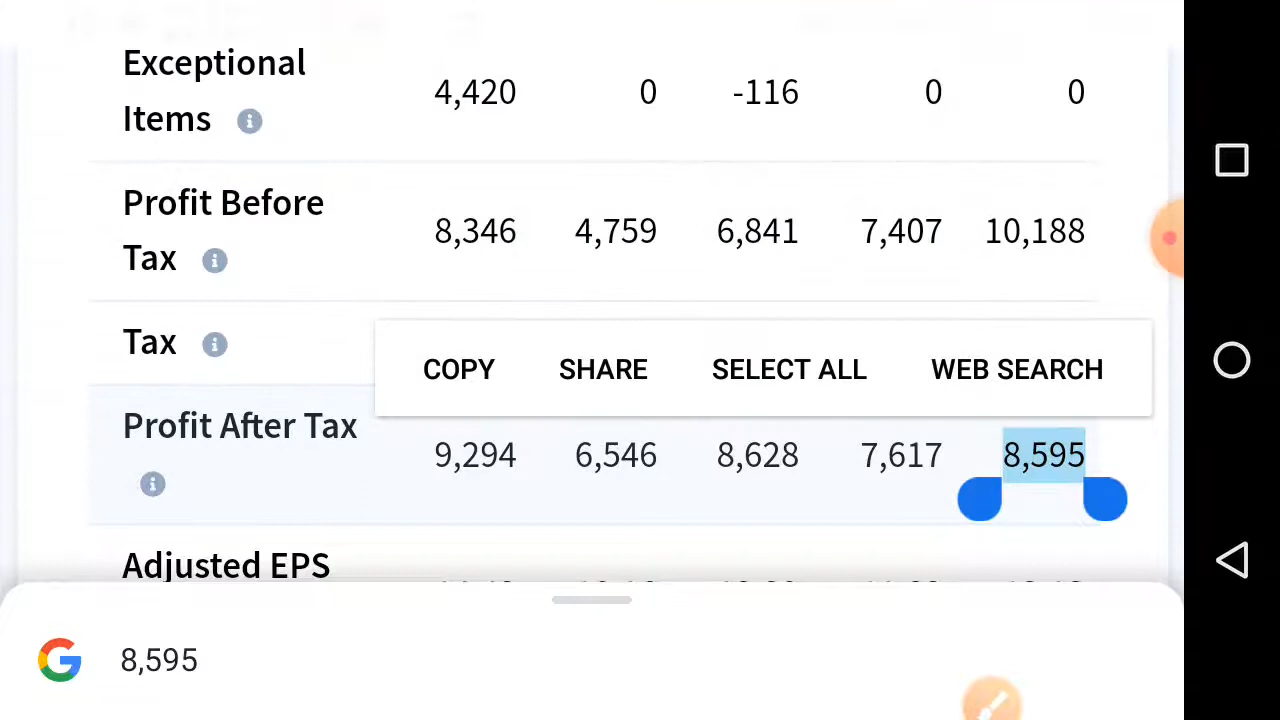 Exceptional
Items 4,420 0 -116 0 0
Profit Before
Tax 8,346 4,759 6,841 7,407 10,188
Tax
COPY SHARE SELECT ALL WEB SEARCH
Profit After Tax
9,294 6,546 8,628 7,617 8,595
Adjusted EPS
8,595